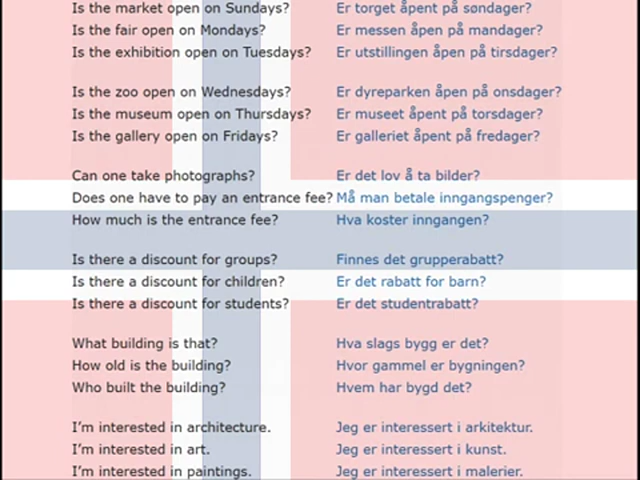 Is the market open on Sundays? Er torget åpent på søndager?
Is the fair open on Mondays? Er messen åpen på mandager?
Is the exhibition open on Tuesdays? Er utstillingen åpen på tirsdager?
Is the zoo open on Wednesdays? Er dyreparken åpen på onsdager?
Is the museum open on Thursdays? Er museet åpent på torsdager?
Is the gallery open on Fridays? Er galleriet åpent på fredager?
Can one take photographs? Er det lov å ta bilder?
Does one have to pay an entrance fee? Må man betale inngangspenger?
How much is the entrance fee? Hva koster inngangen?
Is there a discount for groups? Finnes det grupperabatt?
Is there a discount for children? Er det rabatt for barn?
Is there a discount for students? Er det studentrabatt?
What building is that? Hva slags bygg er det?
How old is the building? Hvor gammel er bygningen?
Who built the building? Hvem har bygd det?
I’m interested in architecture. Jeg er interessert i arkitektur.
I’m interested in art. Jeg er interessert i kunst.
I’m interested in paintings. Jeg er interessert i malerier.